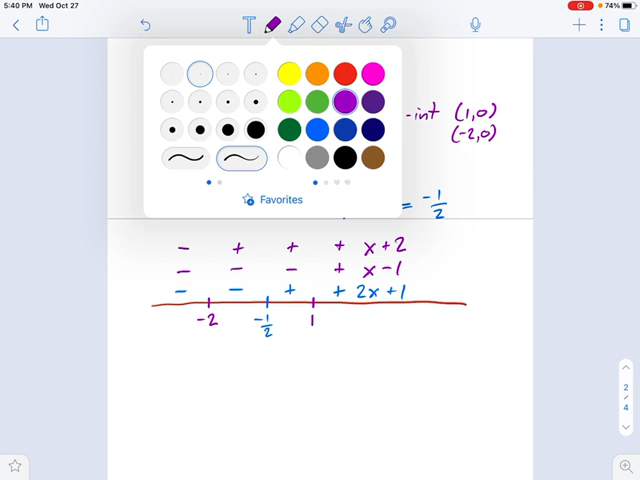 5:40 PM Wed Oct 27
74%
T
-int (1,0)
(-2,0)
= -1/2
Favorites
- + + + x+2
- - - + x-1
- - + + 2x+1
-2 -1/2 1
2
/
4